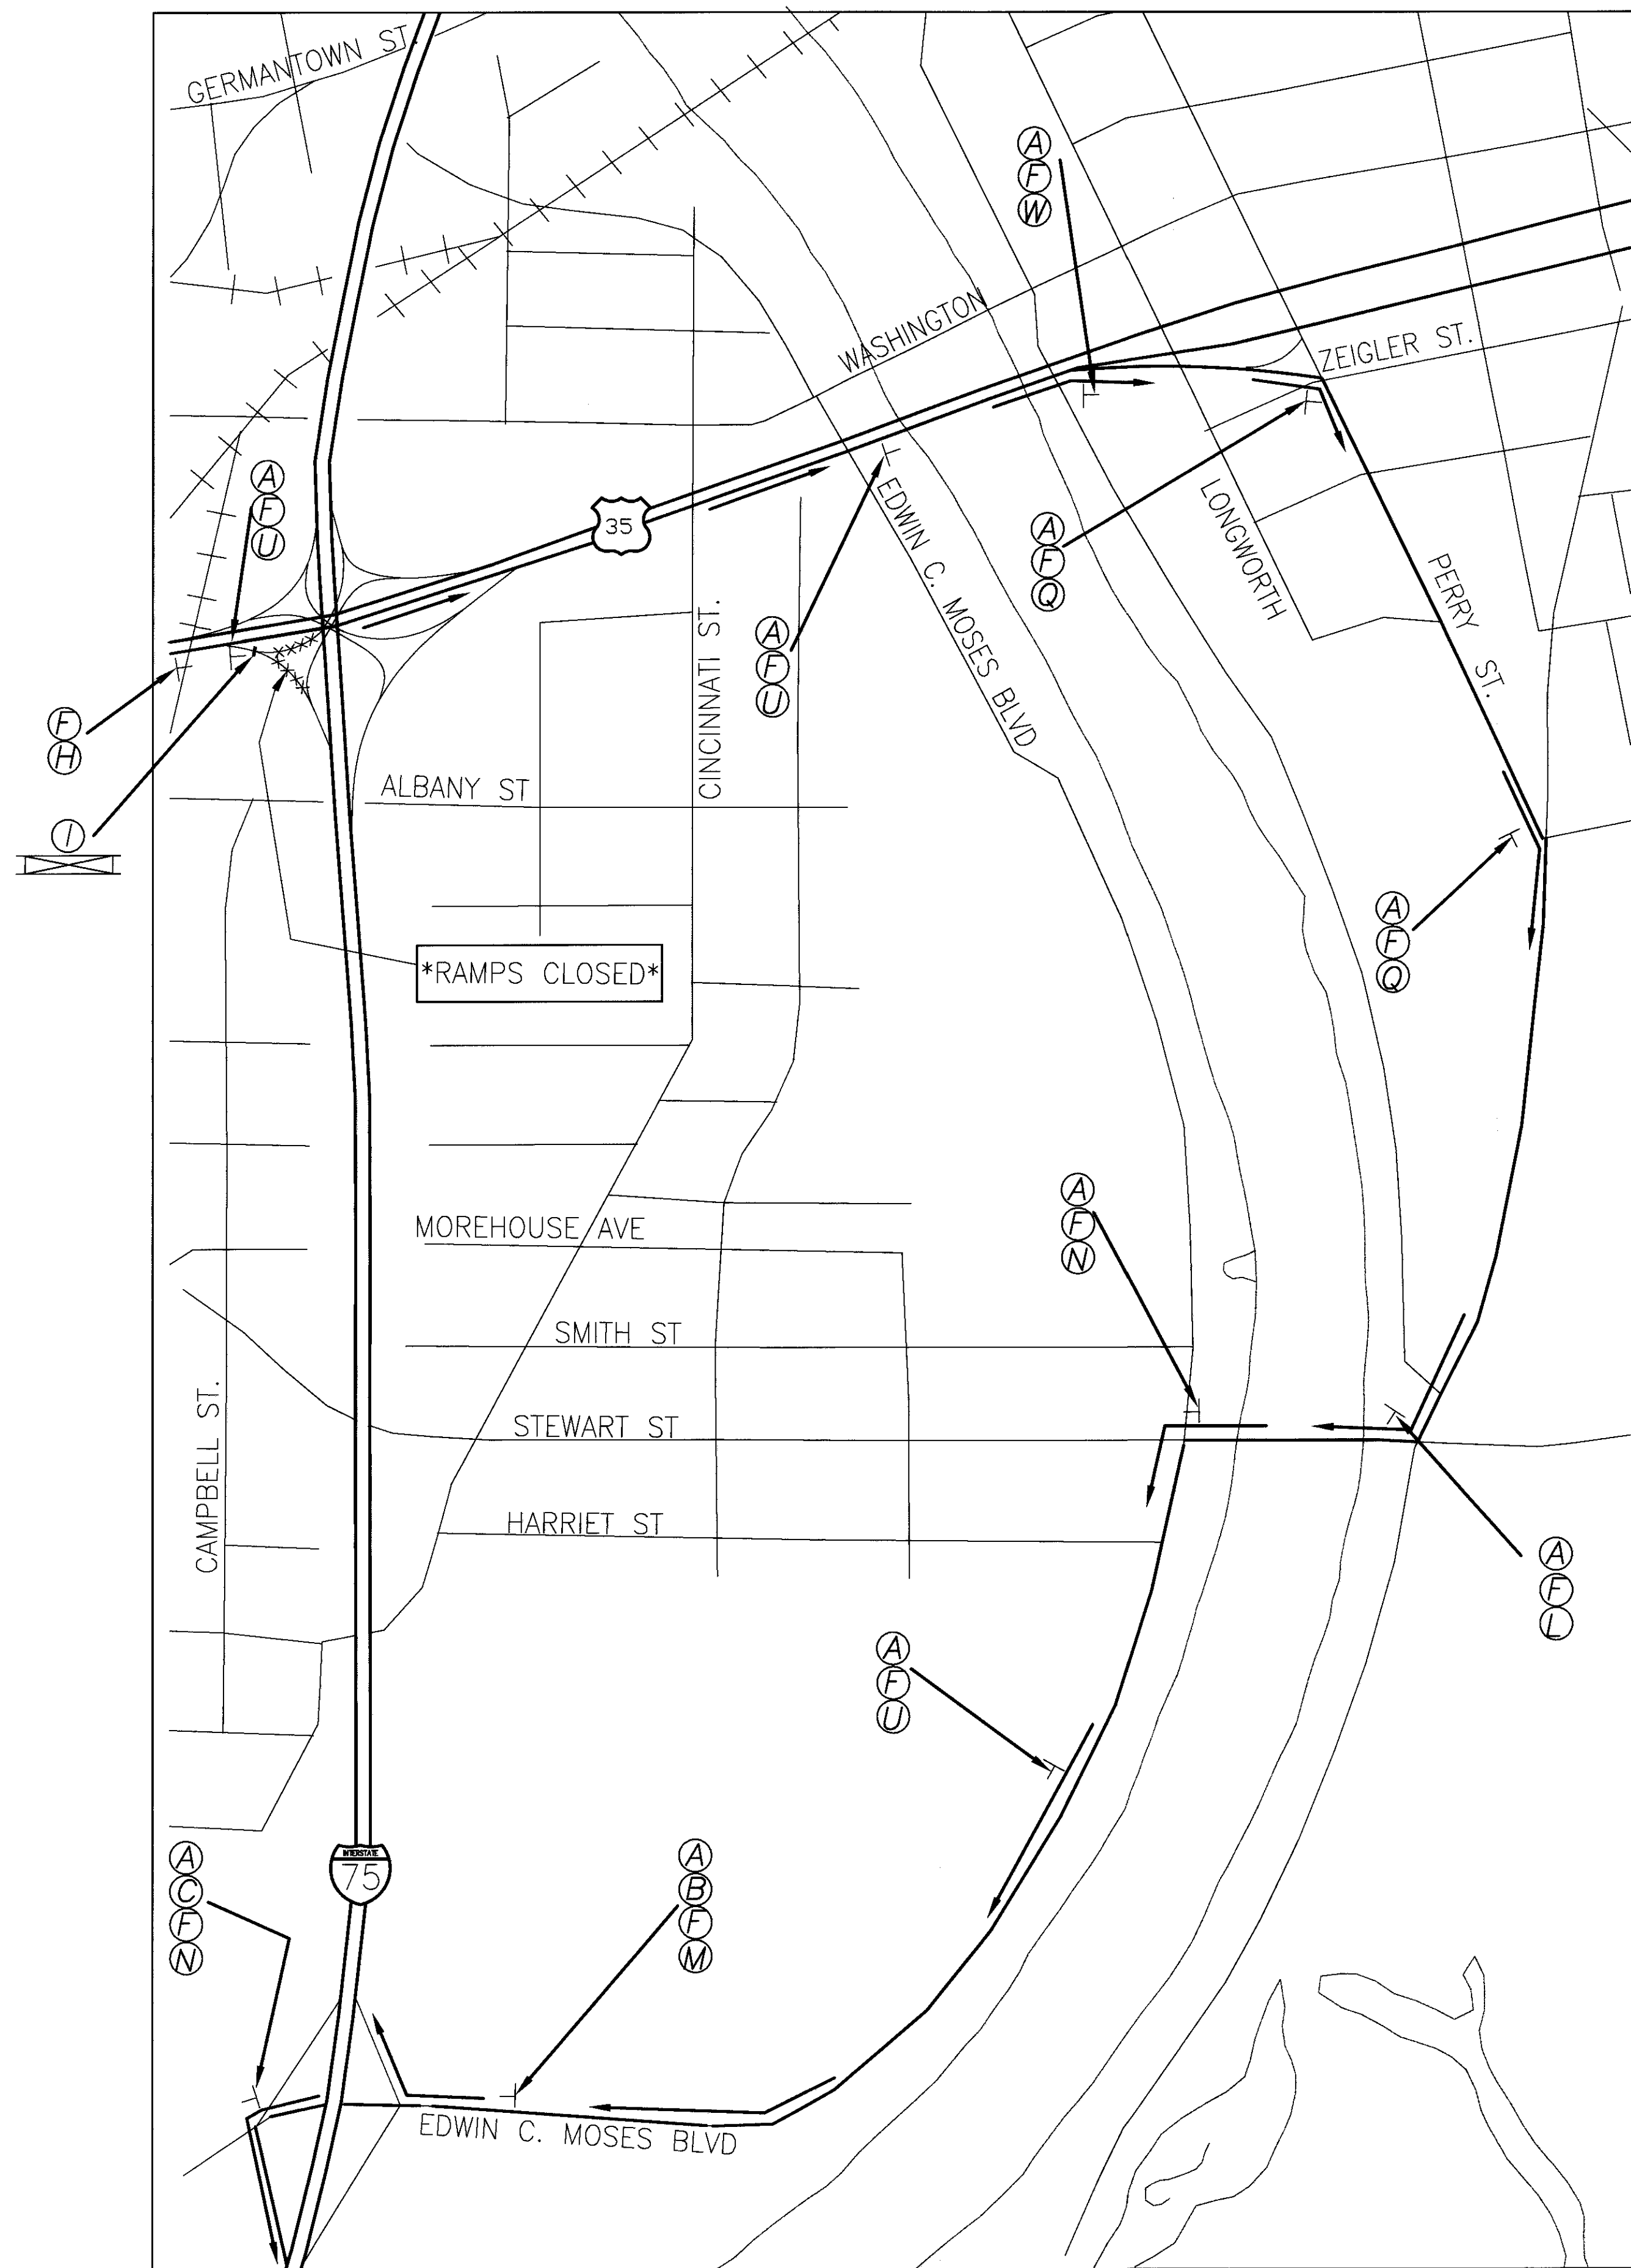 GERMANTOWN ST.
A
F
W
WASHINGTON
ZEIGLER ST.
A
F
U
35
EDWIN C. MOSES BLVD
LONGWORTH
A
F
Q
PERRY ST.
CINCINNATI ST.
A
F
U
F
H
I
ALBANY ST
A
F
Q
*RAMPS CLOSED*
A
F
N
MOREHOUSE AVE
SMITH ST
CAMPBELL ST.
STEWART ST
HARRIET ST
A
F
L
A
F
U
A
C
F
N
INTERSTATE
75
A
B
F
M
EDWIN C. MOSES BLVD